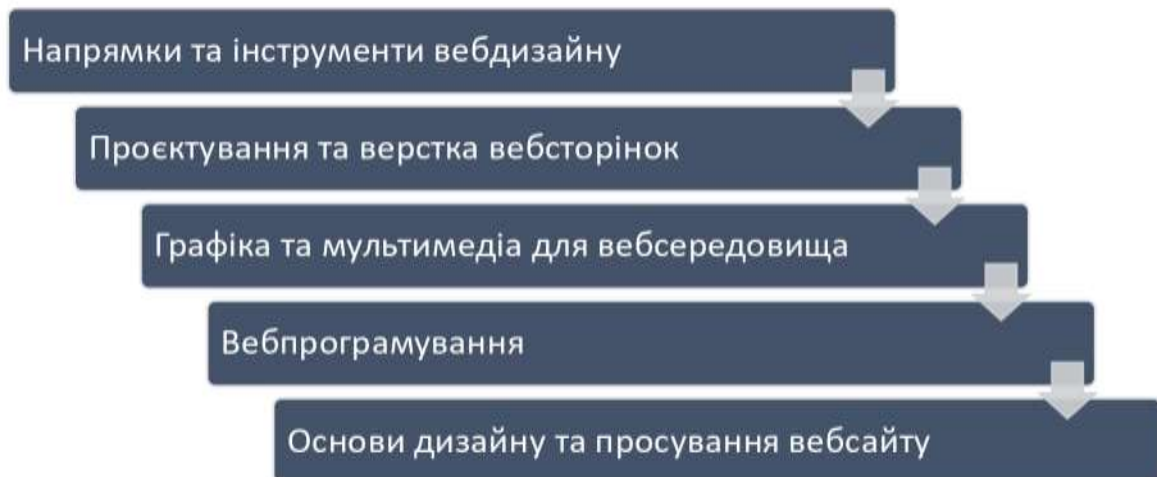 Напрямки та інструменти вебдизайну
Проєктування та верстка вебсторінок
Графіка та мультимедіа для вебсередовища
Вебпрограмування
Основи дизайну та просування вебсайту